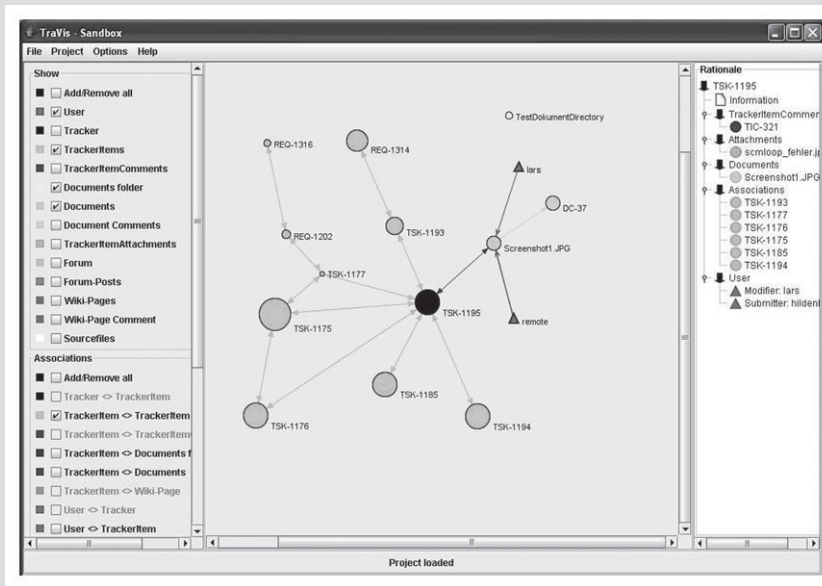 TraVis - Sandbox
File Project Options Help
Show
Add/Remove all
User
Tracker
TrackerItems
TrackerItemComments
Documents folder
Documents
Document Comments
TrackerItemAttachments
Forum
Forum-Posts
Wiki-Pages
Wiki-Page Comment
Sourcefiles
Associations
Add/Remove all
Tracker <> TrackerItem
TrackerItem <> TrackerItem
TrackerItem <> TrackerItem
TrackerItem <> Documents f
TrackerItem <> Documents
TrackerItem <> Wiki-Page
User <> Tracker
User <> TrackerItem
TestDokumentDirectory
REQ-1316
REQ-1314
lars
DC-37
REQ-1202
TSK-1193
Screenshot1.JPG
TSK-1177
TSK-1195
TSK-1175
remote
TSK-1185
TSK-1176
TSK-1194
Rationale
TSK-1195
Information
TrackerItemCommer
TIC-321
Attachments
scmloop_fehler.jp
Documents
Screenshot1.JPG
Associations
TSK-1193
TSK-1177
TSK-1176
TSK-1175
TSK-1185
TSK-1194
User
Modifier: lars
Submitter: hilden
Project loaded